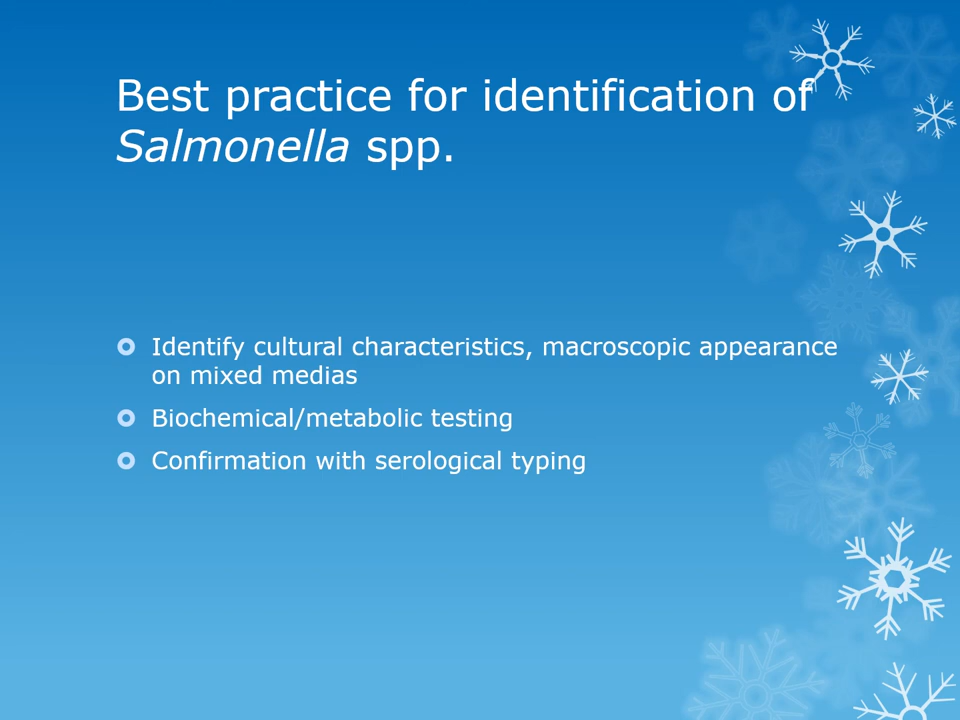 Best practice for identification of
Salmonella spp.
Identify cultural characteristics, macroscopic appearance
on mixed medias
Biochemical/metabolic testing
Confirmation with serological typing